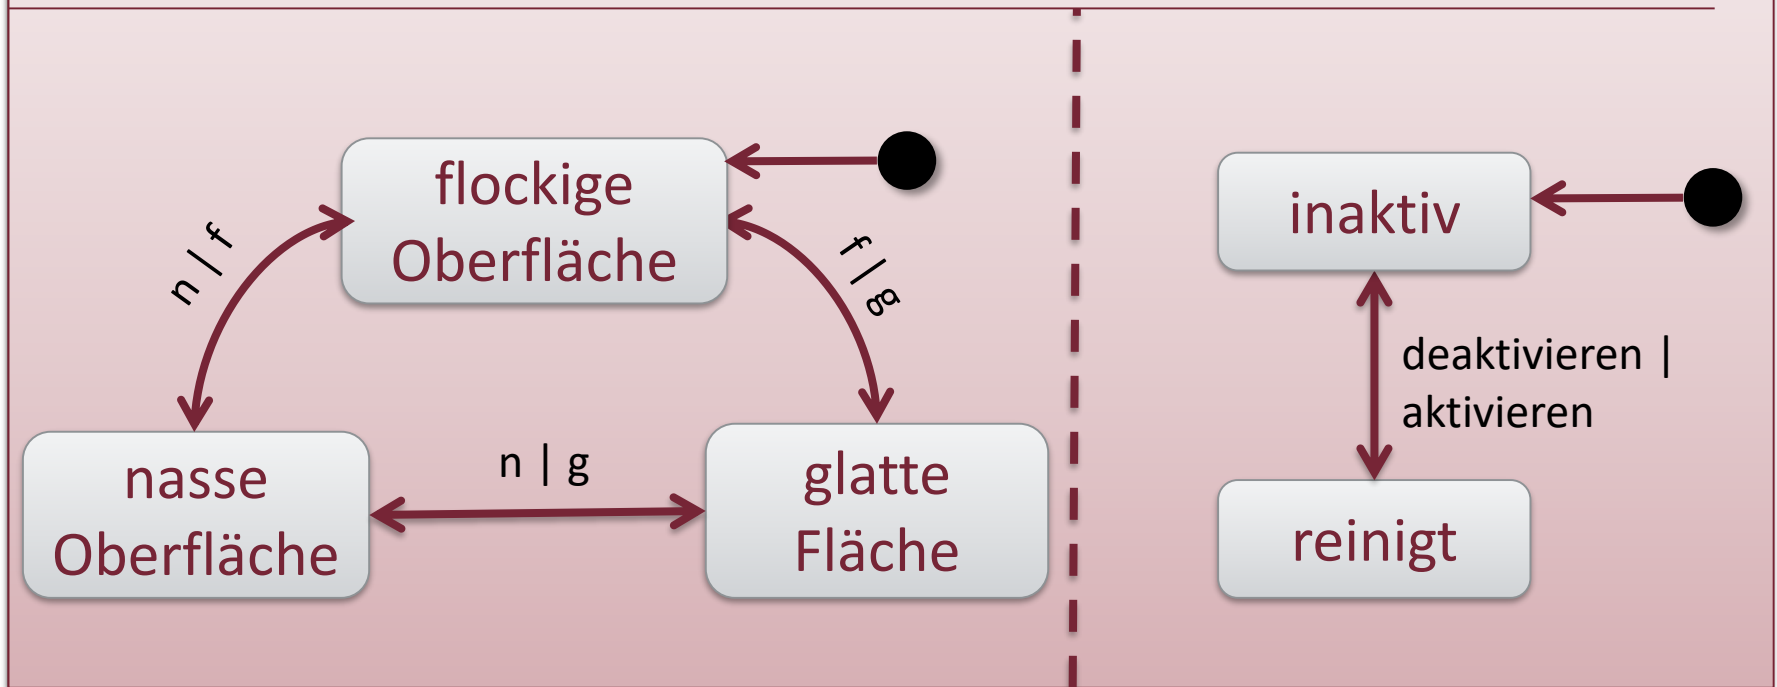 flockige
Oberfläche
n | f
f | g
nasse
Oberfläche
n | g
glatte
Fläche
inaktiv
deaktivieren |
aktivieren
reinigt